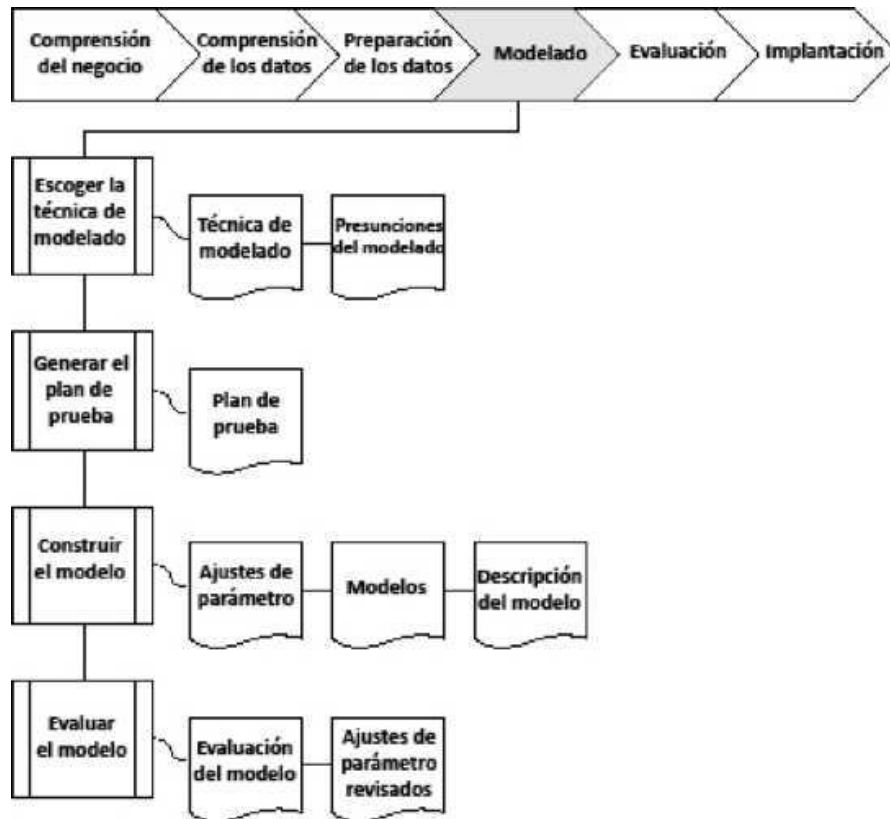 Comprensión
del negocio
Comprensión
de los datos
Preparación
de los datos
Modelado
Evaluación
Implantación
Escoger la
técnica de
modelado
Técnica de
modelado
Presunciones
del modelado
Generar el
plan de
prueba
Plan de
prueba
Construir
el modelo
Ajustes de
parámetro
Modelos
Descripción
del modelo
Evaluar
el modelo
Evaluación
del modelo
Ajustes de
parámetro
revisados